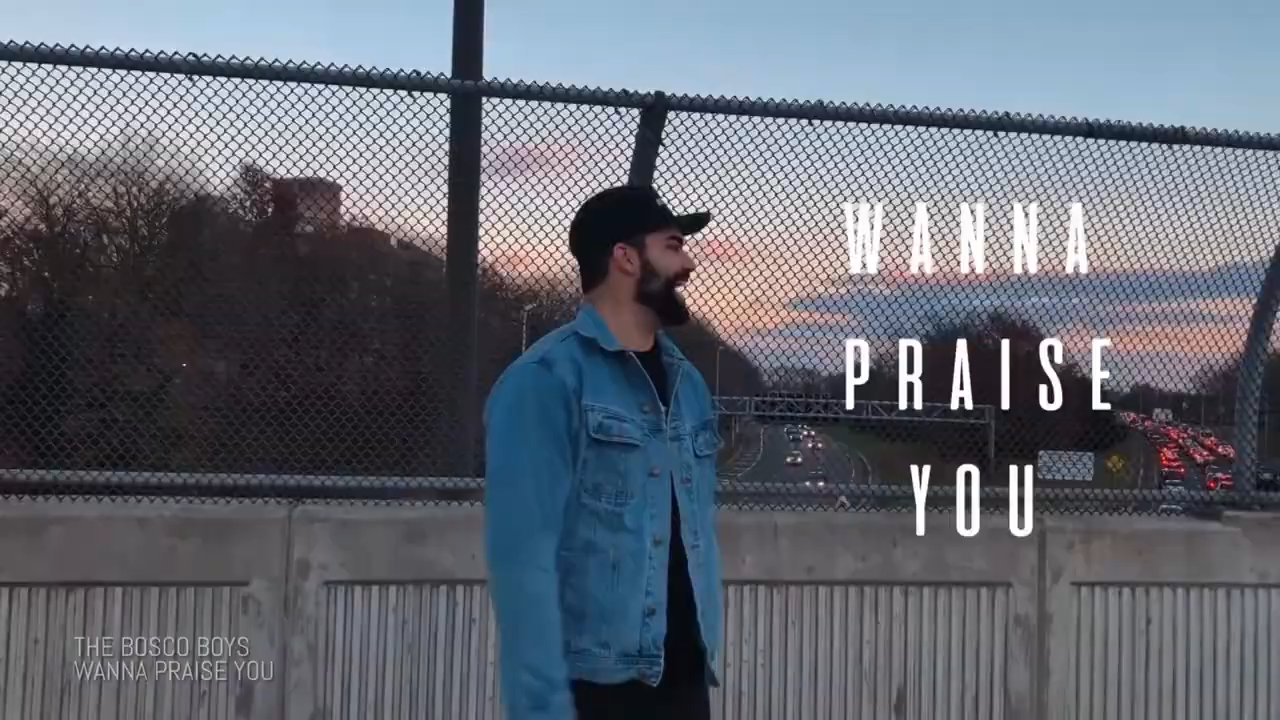 WANNA
PRAISE
YOU
THE BOSCO BOYS
WANNA PRAISE YOU